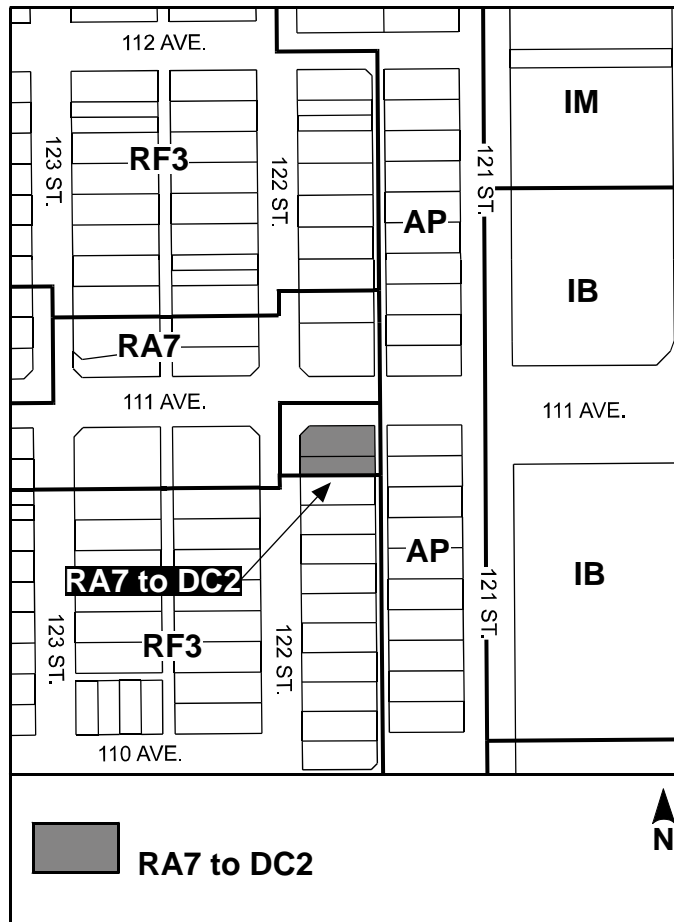 112 AVE.
IM
123 ST.
RF3
122 ST.
121 ST.
AP
IB
RA7
111 AVE.
111 AVE.
AP
IB
RA7 to DC2
121 ST.
123 ST.
RF3
122 ST.
110 AVE.
N
RA7 to DC2